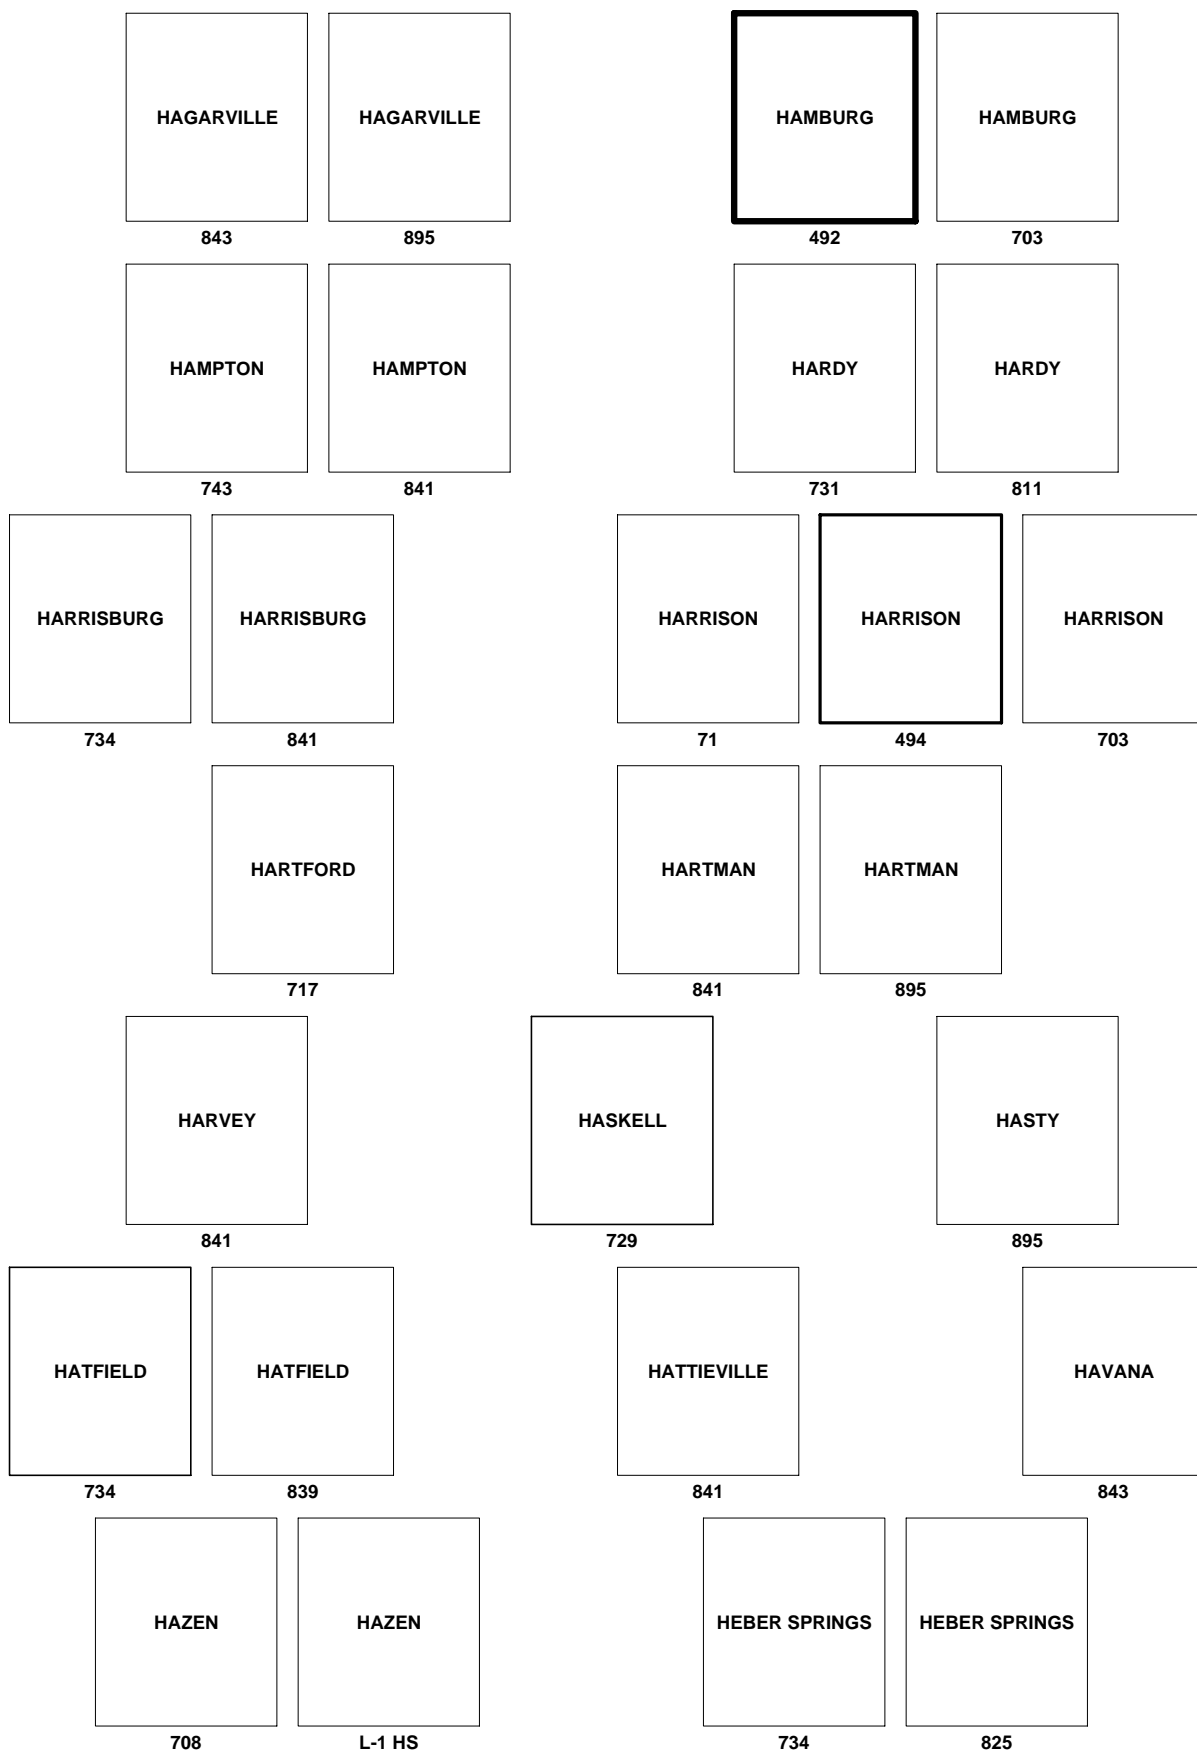 HAGARVILLE HAGARVILLE HAMBURG HAMBURG
843 895 492 703
HAMPTON HAMPTON HARDY HARDY
743 841 731 811
HARRISBURG HARRISBURG HARRISON HARRISON HARRISON
734 841 71 494 703
HARTFORD HARTMAN HARTMAN
717 841 895
HARVEY HASKELL HASTY
841 729 895
HATFIELD HATFIELD HATTIEVILLE HAVANA
734 839 841 843
HAZEN HAZEN HEBER SPRINGS HEBER SPRINGS
708 L-1 HS 734 825